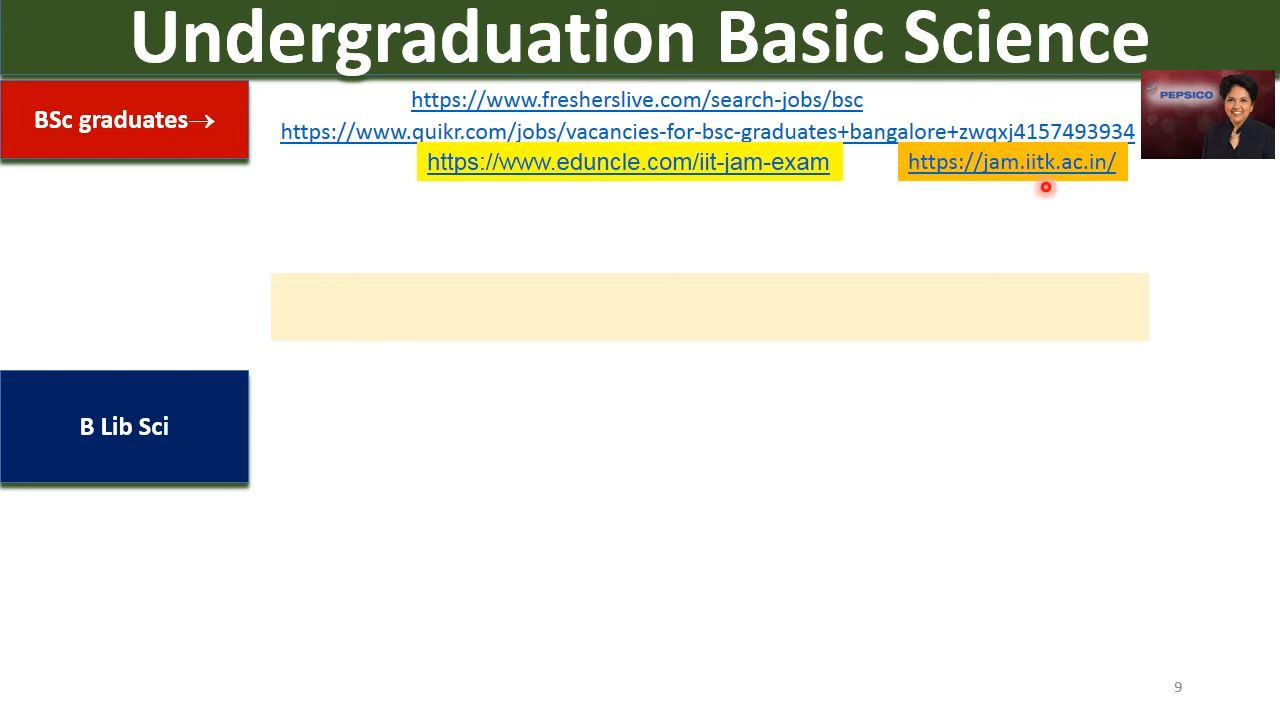 Undergraduation Basic Science
BSc graduates→
https://www.fresherslive.com/search-jobs/bsc
https://www.quikr.com/jobs/vacancies-for-bsc-graduates+bangalore+zwqxj4157493934
https://www.eduncle.com/iit-jam-exam
https://jam.iitk.ac.in/
PEPSICO
B Lib Sci
9